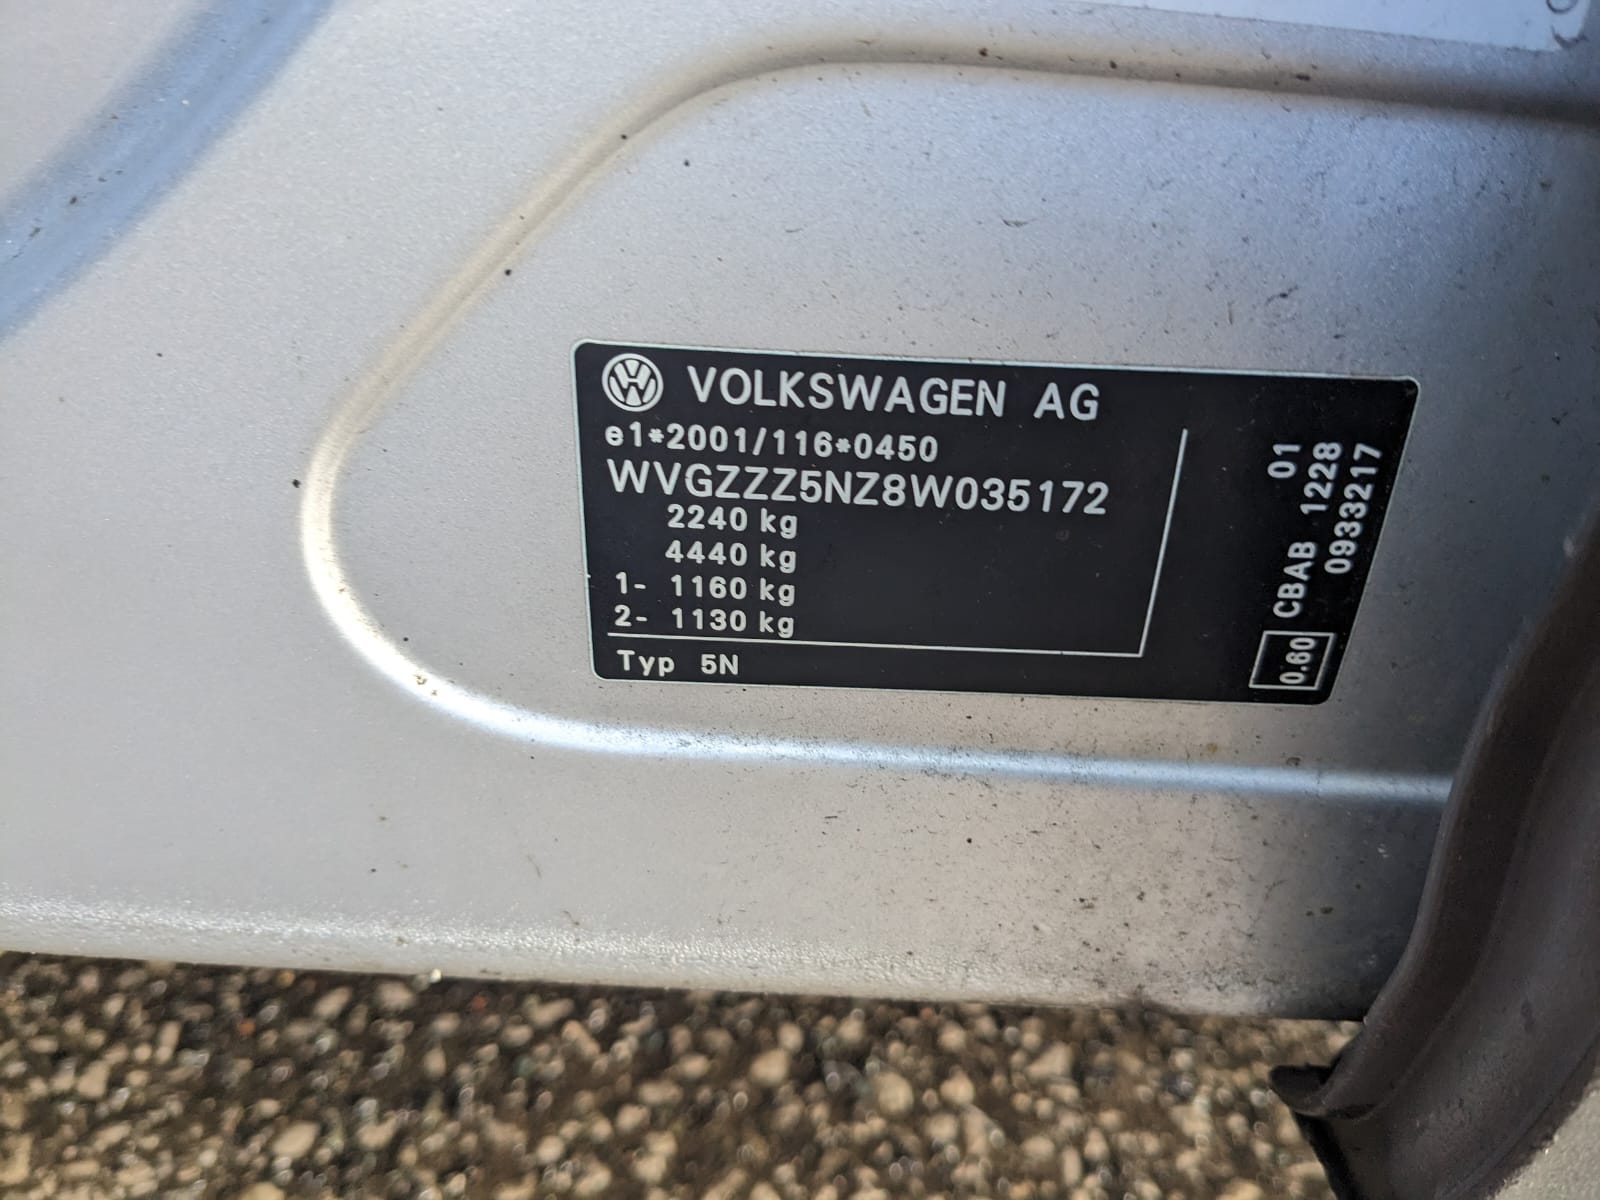 VOLKSWAGEN AG
e1*2001/116*0450
WVGZZZ5NZ8W035172
2240 kg
4440 kg
1- 1160 kg
2- 1130 kg
Typ 5N
0.60 CBAB 1228 01
0933217